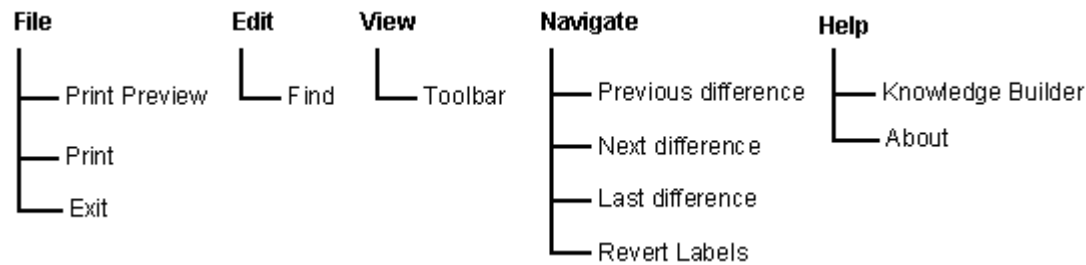 File
Print Preview
Print
Exit
Edit
Find
View
Toolbar
Navigate
Previous difference
Next difference
Last difference
Revert Labels
Help
Knowledge Builder
About